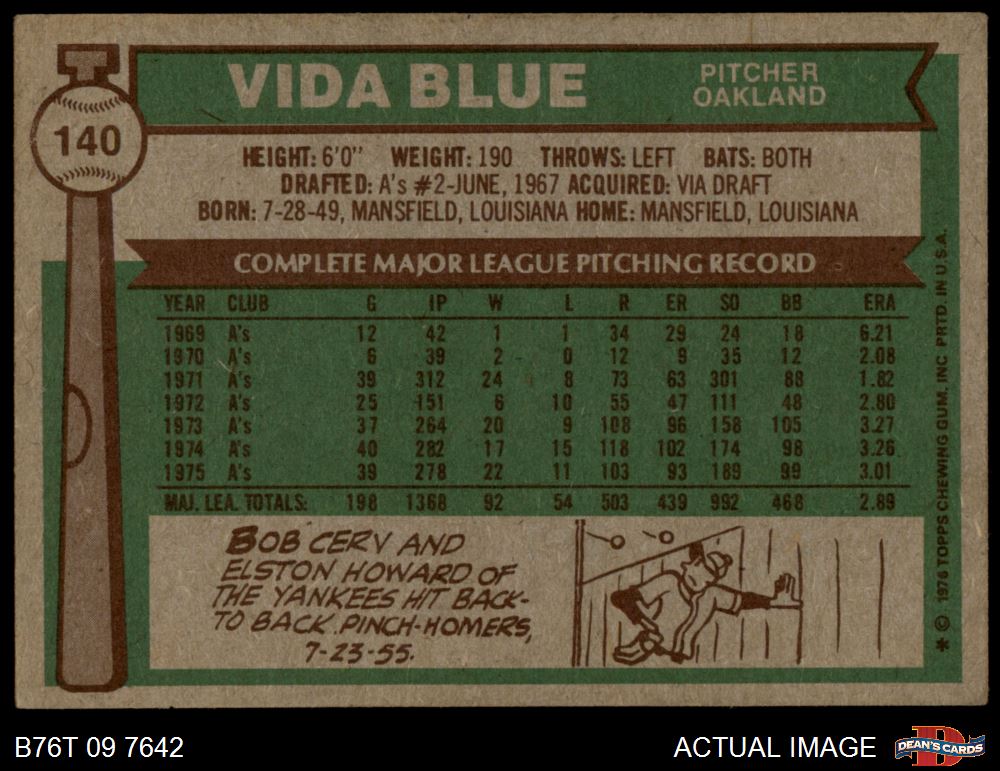 VIDA BLUE
PITCHER
OAKLAND
140
HEIGHT: 6'0" WEIGHT: 190 THROWS: LEFT BATS: BOTH
DRAFTED: A's #2-JUNE, 1967 ACQUIRED: VIA DRAFT
BORN: 7-28-49, MANSFIELD, LOUISIANA HOME: MANSFIELD, LOUISIANA
COMPLETE MAJOR LEAGUE PITCHING RECORD
YEAR CLUB G IP W L R ER SO BB ERA
1969 A's 12 42 1 1 34 29 24 18 6.21
1970 A's 6 39 2 0 12 9 35 12 2.08
1971 A's 39 312 24 8 73 63 301 88 1.82
1972 A's 25 151 6 10 55 47 111 48 2.80
1973 A's 37 264 20 9 108 96 158 105 3.27
1974 A's 40 282 17 15 118 102 174 98 3.26
1975 A's 39 278 22 11 103 93 189 99 3.01
MAJ. LEA. TOTALS: 198 1368 92 54 503 439 992 468 2.89
BOB CERV AND
ELSTON HOWARD OF
THE YANKEES HIT BACK-
TO BACK PINCH-HOMERS,
7-23-55.
* © 1976 TOPPS CHEWING GUM, INC. PRTD. IN U.S.A.
B76T 09 7642
ACTUAL IMAGE
D
DEAN'S CARDS